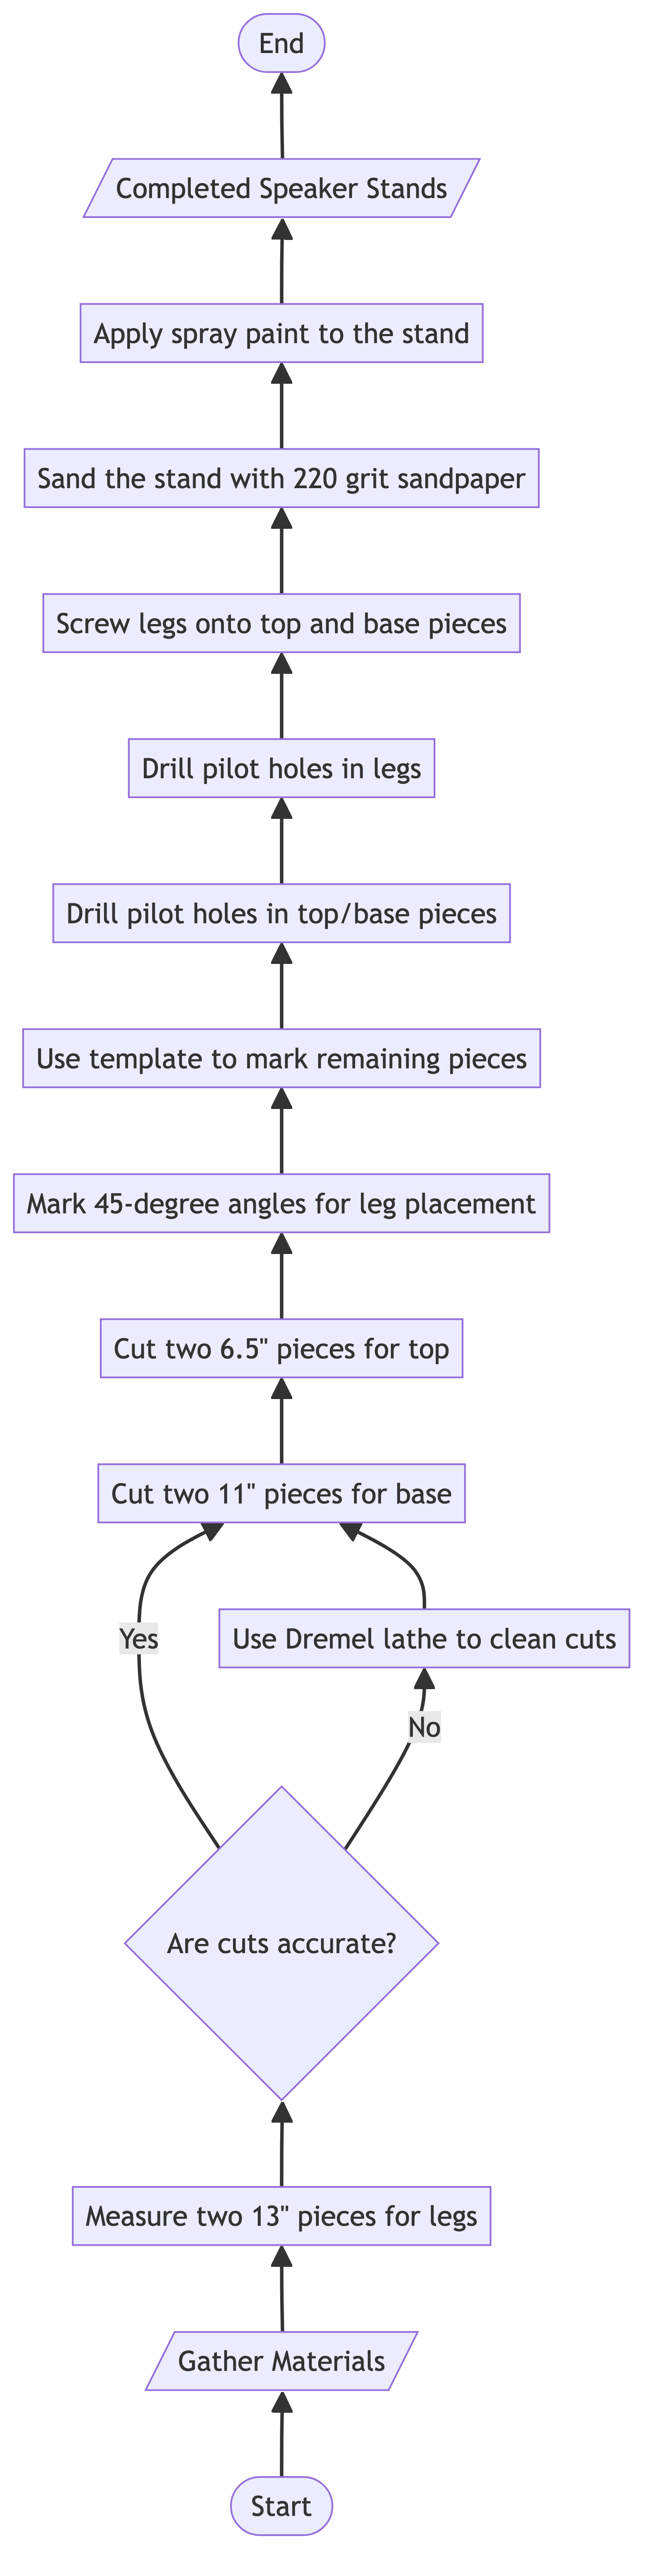 End
Completed Speaker Stands
Apply spray paint to the stand
Sand the stand with 220 grit sandpaper
Screw legs onto top and base pieces
Drill pilot holes in legs
Drill pilot holes in top/base pieces
Use template to mark remaining pieces
Mark 45-degree angles for leg placement
Cut two 6.5" pieces for top
Cut two 11" pieces for base
Yes
Use Dremel lathe to clean cuts
No
Are cuts accurate?
Measure two 13" pieces for legs
Gather Materials
Start